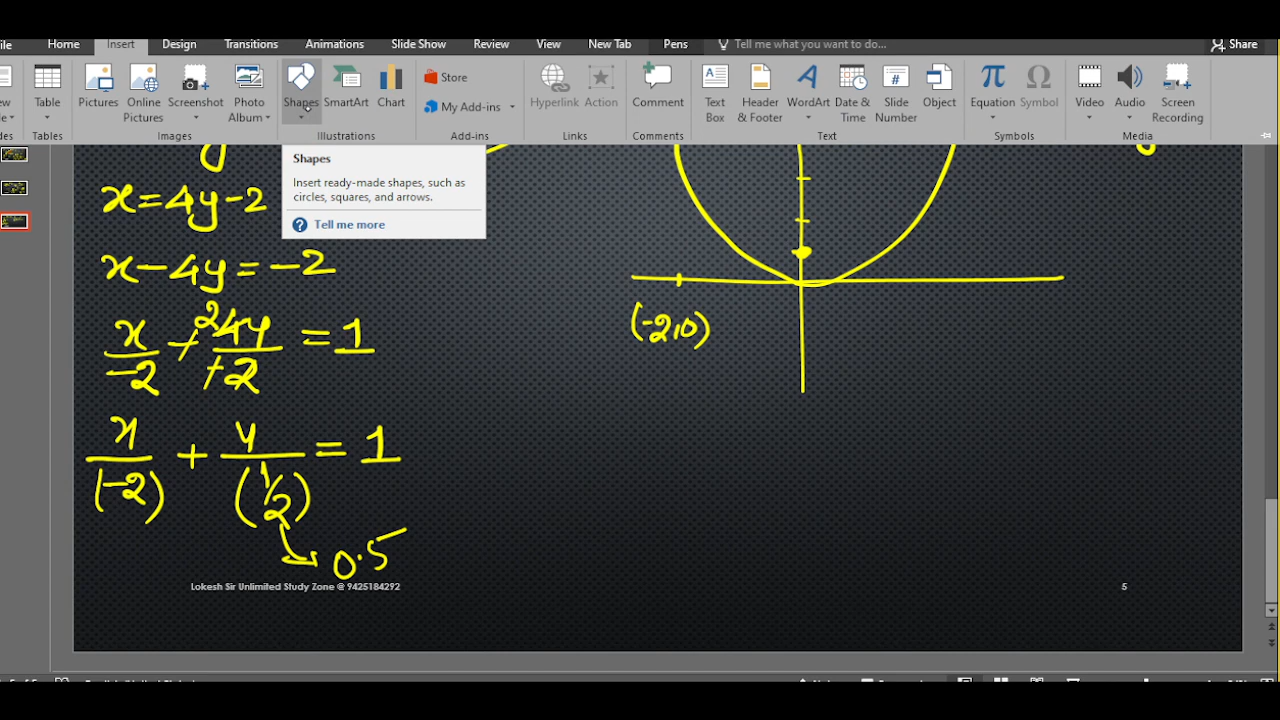 File Home Insert Design Transitions Animations Slide Show Review View New Tab Pens Tell me what you want to do... Share
Table Pictures Online Pictures Screenshot Photo Album Shapes SmartArt Chart Store My Add-ins Hyperlink Action Comment Text Box Header & Footer WordArt Date & Time Slide Number Object Equation Symbol Video Audio Screen Recording
Tables Images Illustrations Add-ins Links Comments Text Symbols Media
Shapes
Insert ready-made shapes, such as
circles, squares, and arrows.
Tell me more
y
x=4y-2
x-4y=-2
x/-2 - 4y/-2 = 1
2
x/(-2) + y/(1/2) = 1
0.5
(-2,0)
Lokesh Sir Unlimited Study Zone @ 9425184292
5